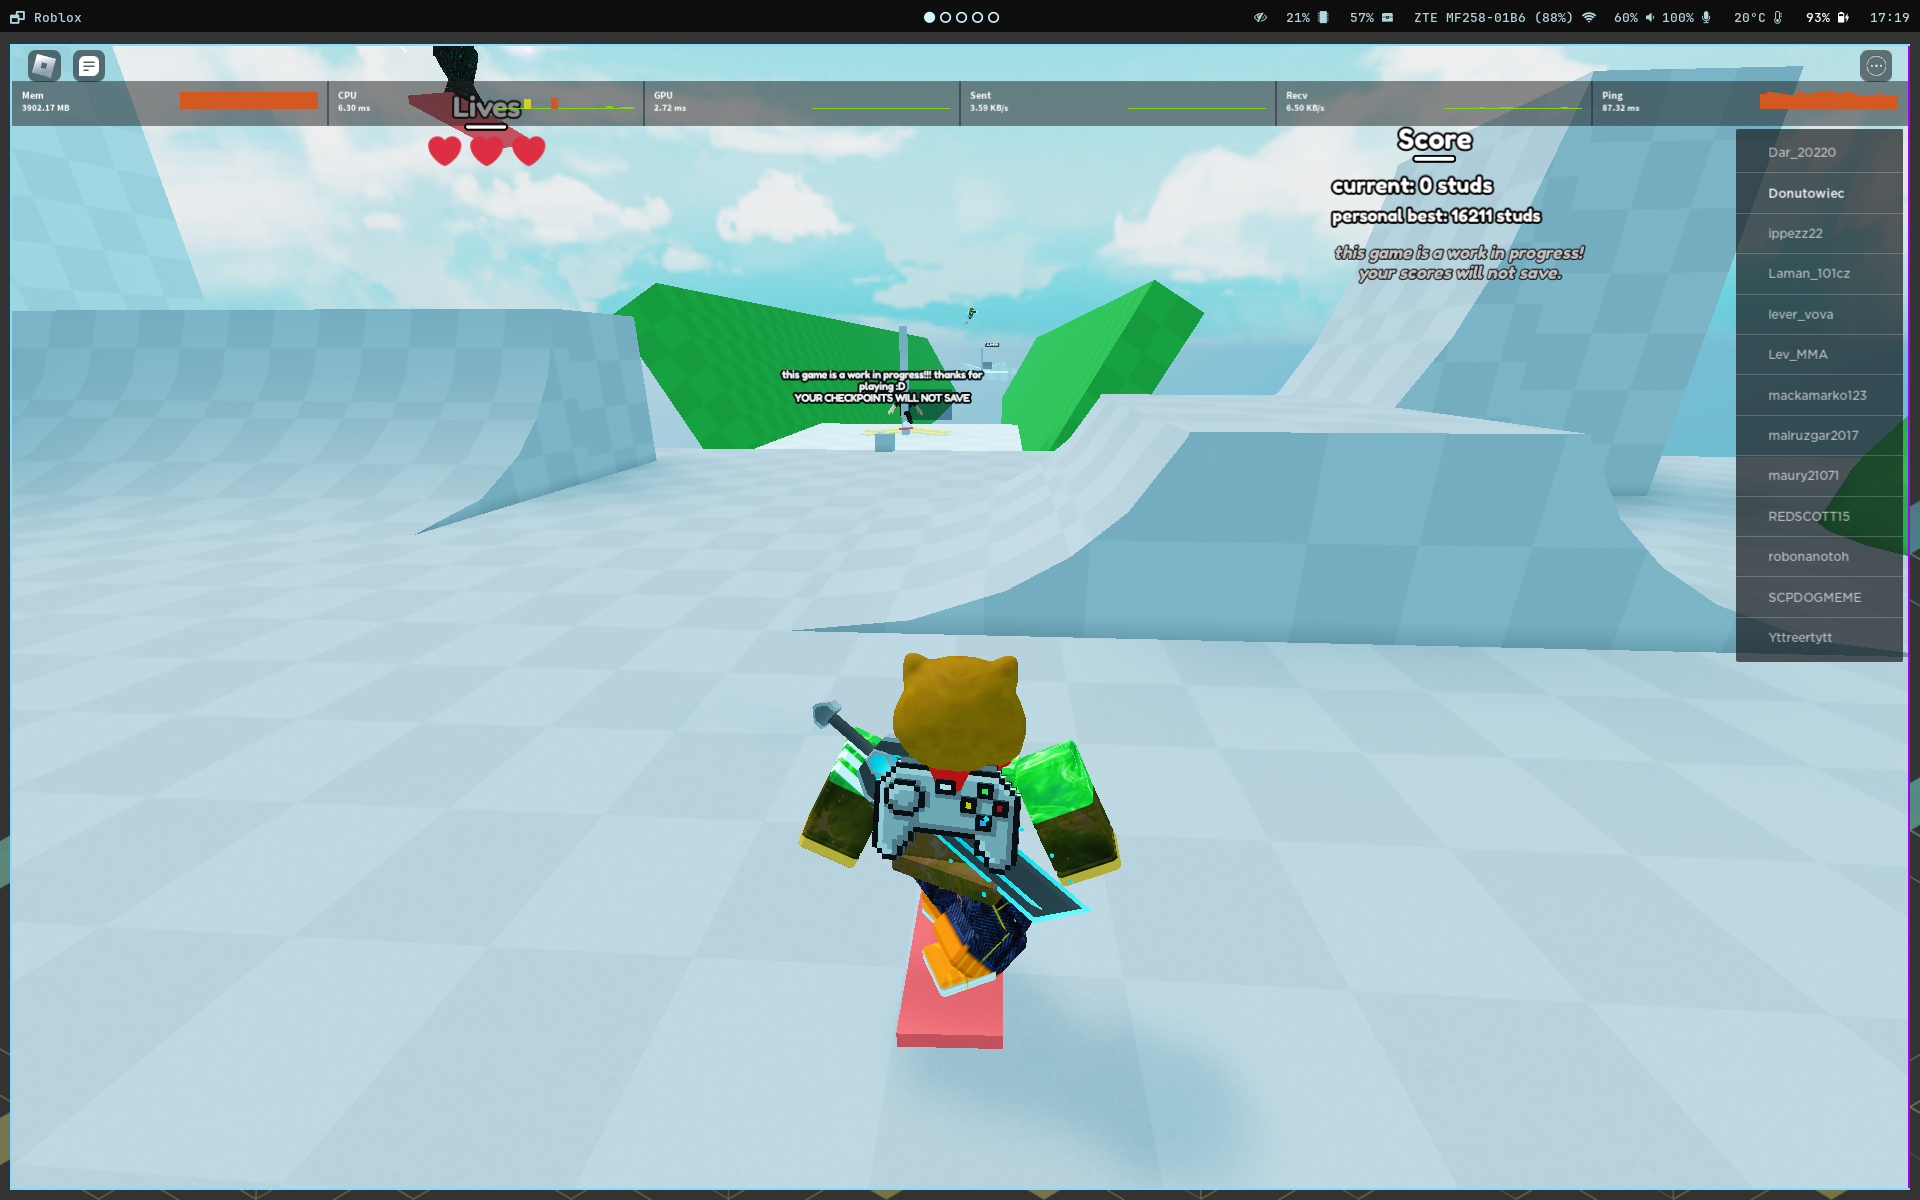 Roblox
21%
57%
ZTE MF258-01B6 (88%)
60%
100%
20°C
93%
17:19
Mem
3902.17 MB
CPU
6.30 ms
GPU
2.72 ms
Sent
3.59 KB/s
Recv
6.50 KB/s
Ping
87.32 ms
Lives
Score
current: 0 studs
personal best: 16211 studs
this game is a work in progress!
your scores will not save.
Dar_20220
Donutowiec
ippezz22
Laman_101cz
lever_vova
Lev_MMA
mackamarko123
malruzgar2017
maury21071
REDSCOTT15
robonanotoh
SCPDOGMEME
Yttreertytt
this game is a work in progress!!! thanks for
playing :D
YOUR CHECKPOINTS WILL NOT SAVE